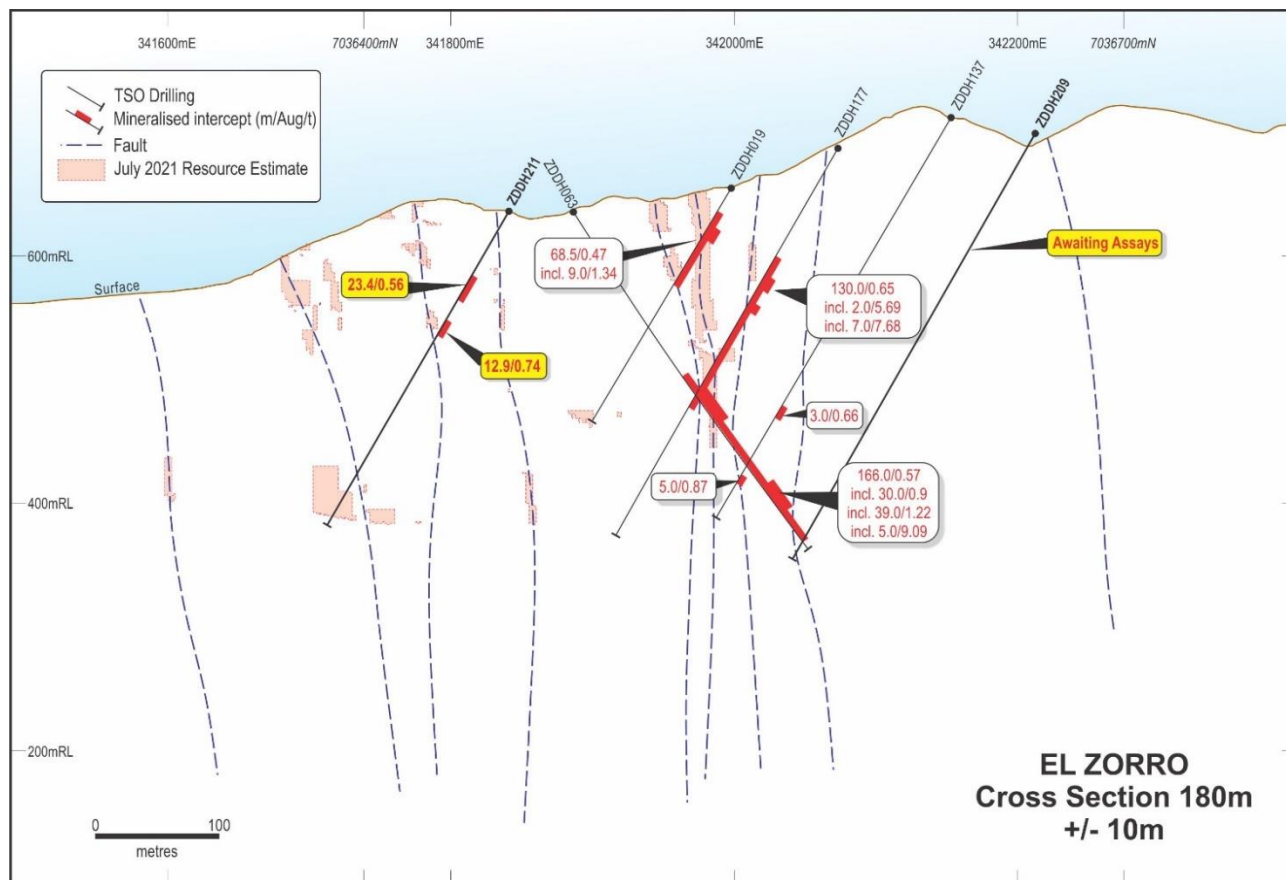 341600mE
7036400mN
341800mE
342000mE
342200mE
7036700mN
TSO Drilling
Mineralised intercept (m/Aug/t)
Fault
July 2021 Resource Estimate
ZDDH211
ZDDH063
ZDDH019
ZDDH177
ZDDH137
ZDDH209
600mRL
Surface
23.4/0.56
12.9/0.74
68.5/0.47
incl. 9.0/1.34
130.0/0.65
incl. 2.0/5.69
incl. 7.0/7.68
Awaiting Assays
3.0/0.66
5.0/0.87
166.0/0.57
incl. 30.0/0.9
incl. 39.0/1.22
incl. 5.0/9.09
400mRL
200mRL
0
100
metres
EL ZORRO
Cross Section 180m
+/- 10m